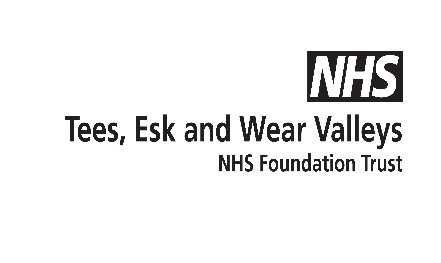 NHS
Tees, Esk and Wear Valleys
NHS Foundation Trust